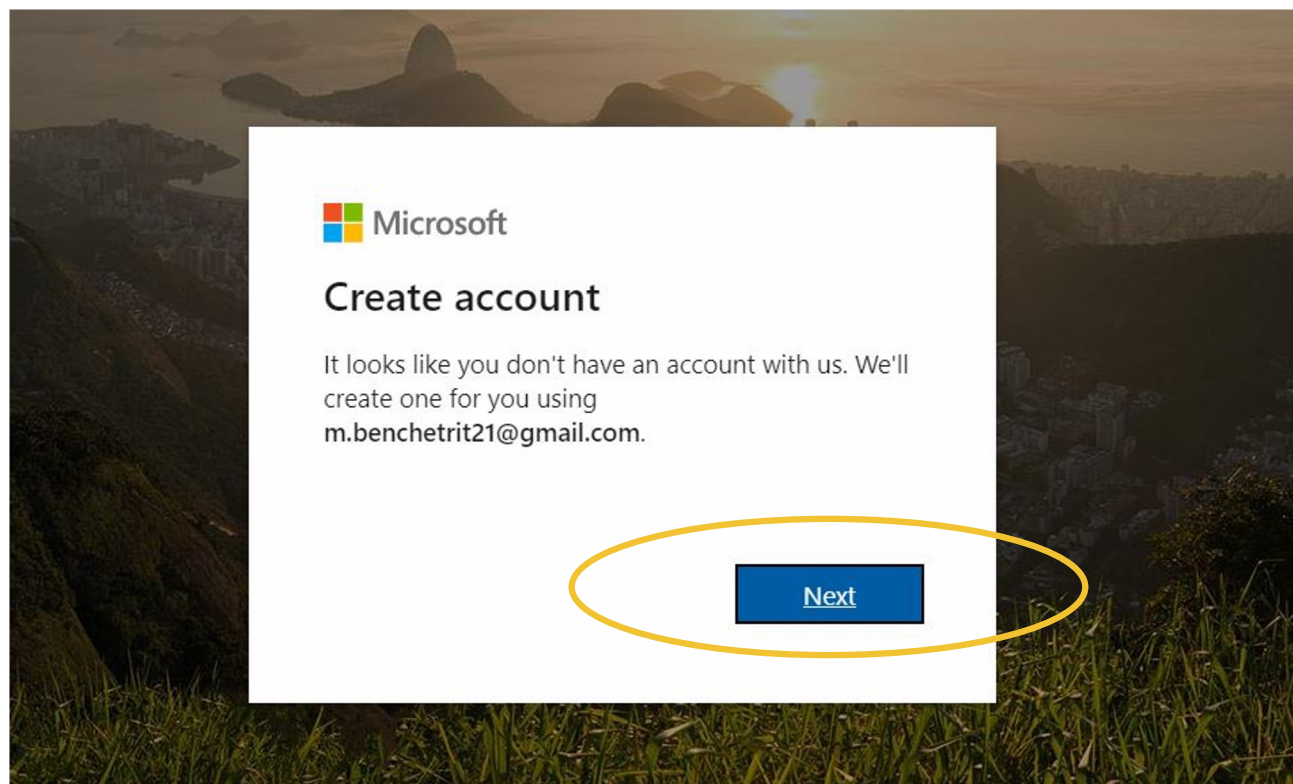 Microsoft
Create account
It looks like you don't have an account with us. We'll
create one for you using
m.benchetrit21@gmail.com.
Next